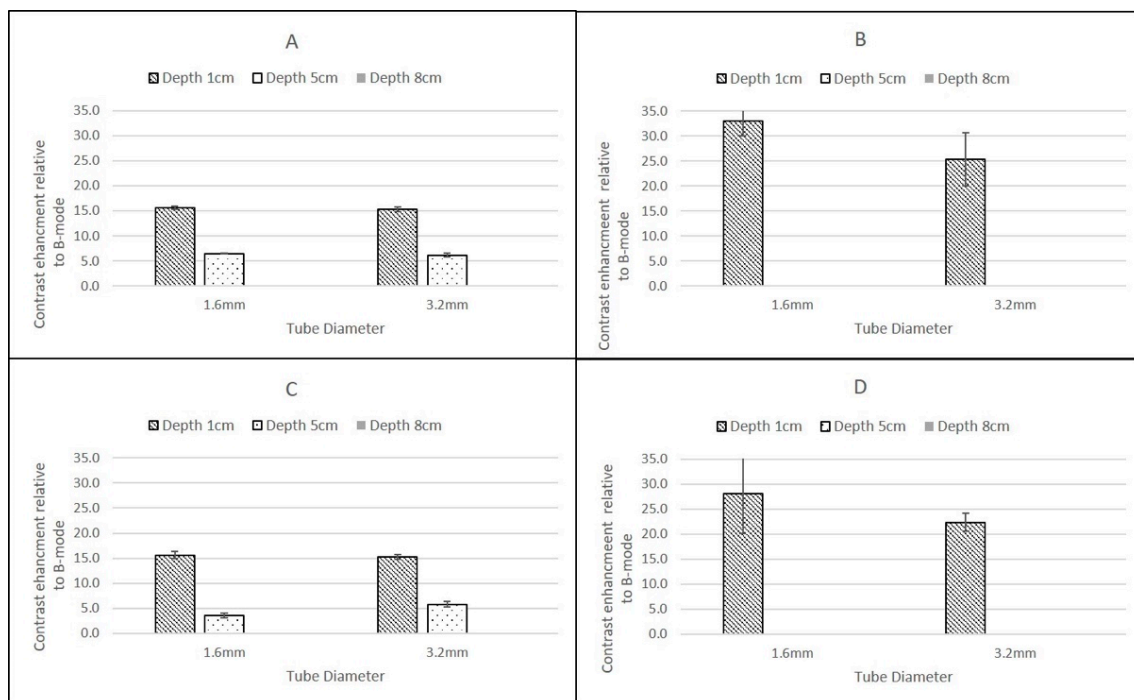 A
Depth 1cm Depth 5cm Depth 8cm
Contrast ehancment relative
to B-mode
35.0
30.0
25.0
20.0
15.0
10.0
5.0
0.0
1.6mm 3.2mm
Tube Diameter
B
Depth 1cm Depth 5cm Depth 8cm
Contrast enhancmeent relative
to B-mode
35.0
30.0
25.0
20.0
15.0
10.0
5.0
0.0
1.6mm 3.2mm
Tube Diameter
C
Depth 1cm Depth 5cm Depth 8cm
Contrast ehancment relative
to B-mode
35.0
30.0
25.0
20.0
15.0
10.0
5.0
0.0
1.6mm 3.2mm
Tube Diameter
D
Depth 1cm Depth 5cm Depth 8cm
Contrast enhancmeent relative
to B-mode
35.0
30.0
25.0
20.0
15.0
10.0
5.0
0.0
1.6mm 3.2mm
Tube Diameter